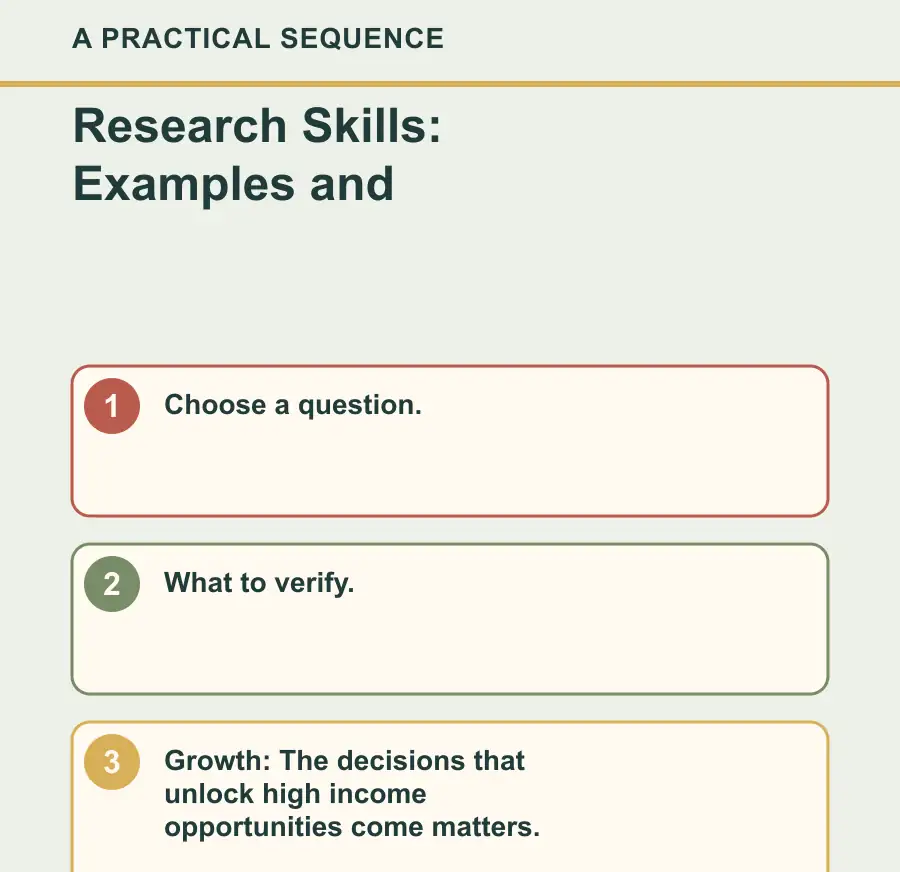 A PRACTICAL SEQUENCE
Research Skills:
Examples and
1
Choose a question.
2
What to verify.
3
Growth: The decisions that
unlock high income
opportunities come matters.